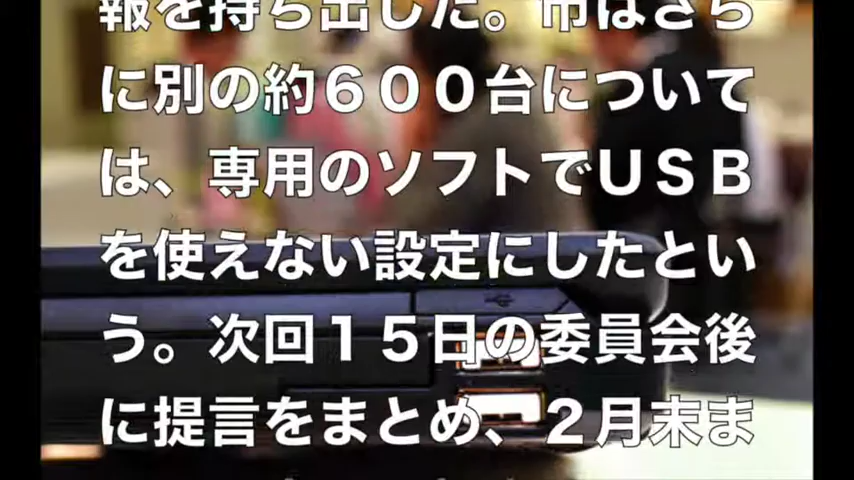 報を持ち出した。市はさら
に別の約６００台について
は、専用のソフトでＵＳＢ
を使えない設定にしたとい
う。次回１５日の委員会後
に提言をまとめ、２月末ま